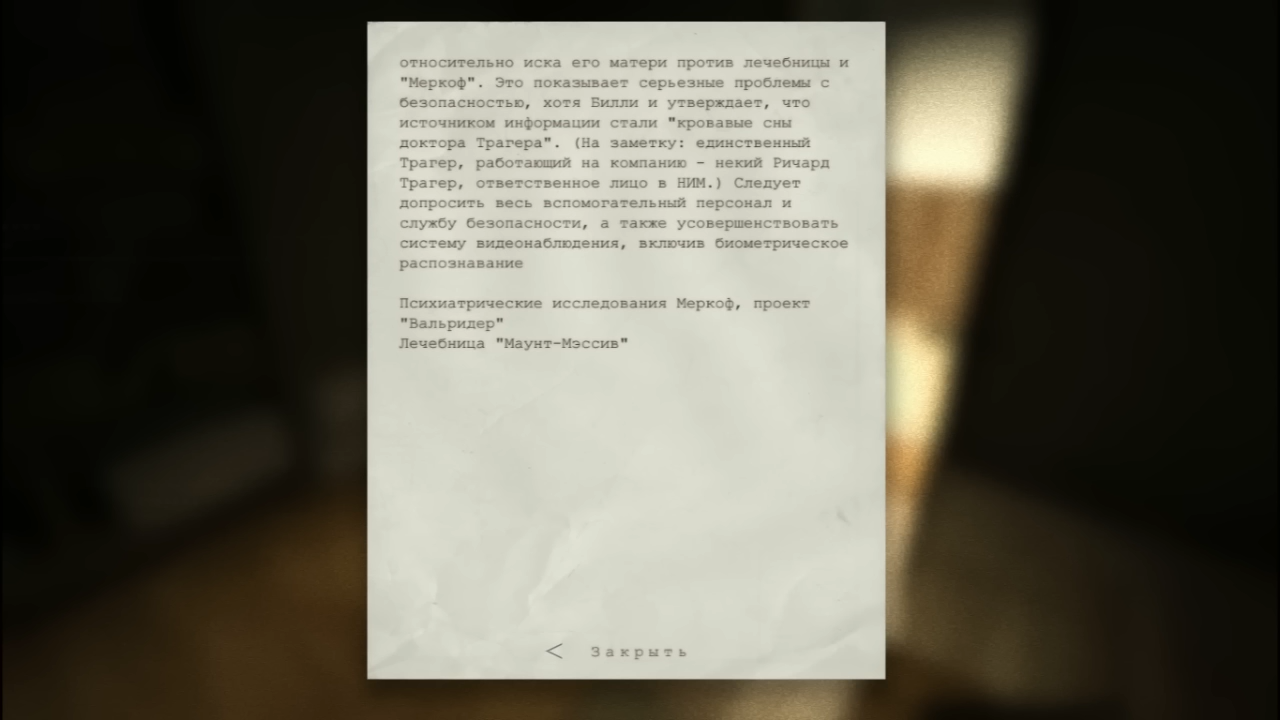 относительно иска его матери против лечебницы и
"Меркоф". Это показывает серьезные проблемы с
безопасностью, хотя Билли и утверждает, что
источником информации стали "кровавые сны
доктора Трагера". (На заметку: единственный
Трагер, работающий на компанию - некий Ричард
Трагер, ответственное лицо в НИМ.) Следует
допросить весь вспомогательный персонал и
службу безопасности, а также усовершенствовать
систему видеонаблюдения, включив биометрическое
распознавание
Психиатрические исследования Меркоф, проект
"Вальридер"
Лечебница "Маунт-Мэссив"
< Закрыть